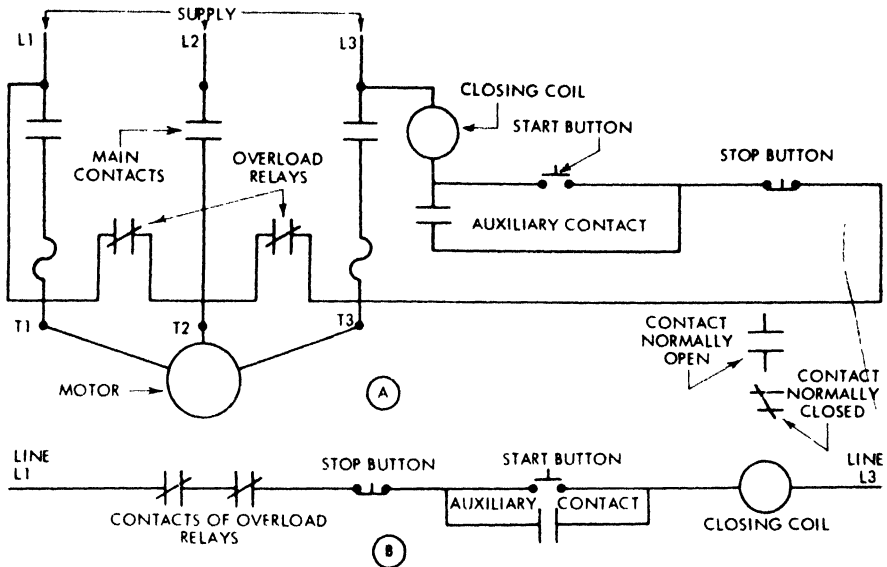 SUPPLY
L1
L2
L3
CLOSING COIL
START BUTTON
STOP BUTTON
MAIN
CONTACTS
OVERLOAD
RELAYS
AUXILIARY CONTACT
T1
T2
T3
MOTOR
A
CONTACT
NORMALLY
OPEN
CONTACT
NORMALLY
CLOSED
LINE
L1
STOP BUTTON
START BUTTON
LINE
L3
AUXILIARY CONTACT
CONTACTS OF OVERLOAD
RELAYS
CLOSING COIL
B